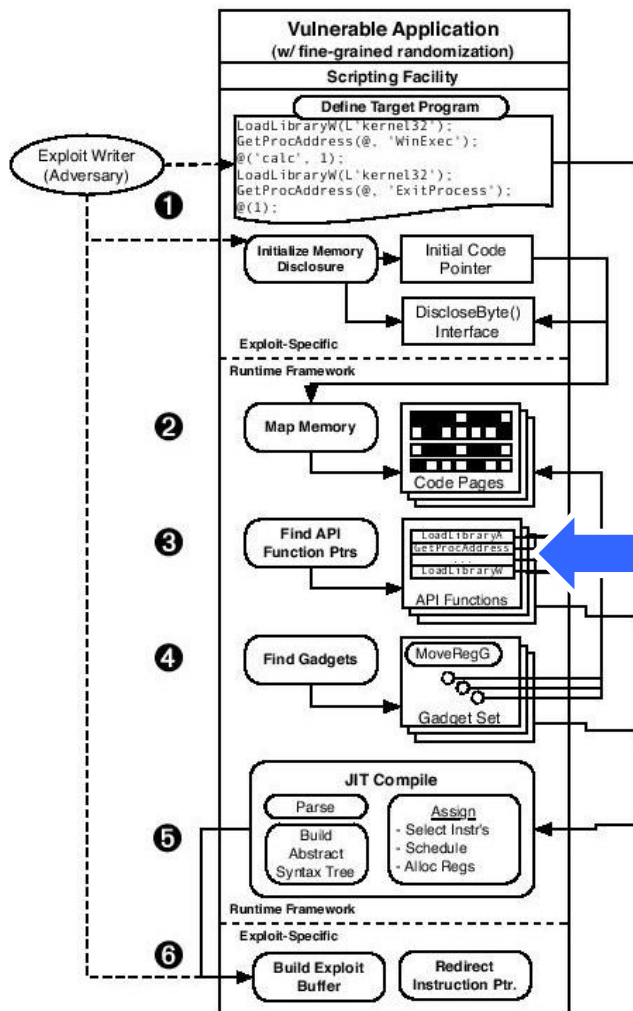 Vulnerable Application
(w/ fine-grained randomization)
Scripting Facility
Define Target Program
LoadLibraryW(L'kernel32');
GetProcAddress(@, 'WinExec');
@('calc', 1);
LoadLibraryW(L'kernel32');
GetProcAddress(@, 'ExitProcess');
@(1);
Exploit Writer
(Adversary)
1
Initialize Memory
Disclosure
Initial Code
Pointer
DiscloseByte()
Interface
Exploit-Specific
Runtime Framework
2
Map Memory
Code Pages
3
Find API
Function Ptrs
LoadLibraryA
GetProcAddress
...
LoadLibraryW
API Functions
4
Find Gadgets
MoveRegG
Gadget Set
JIT Compile
5
Parse
Build
Abstract
Syntax Tree
Assign
- Select Instr's
- Schedule
- Alloc Regs
Runtime Framework
Exploit-Specific
6
Build Exploit
Buffer
Redirect
Instruction Ptr.